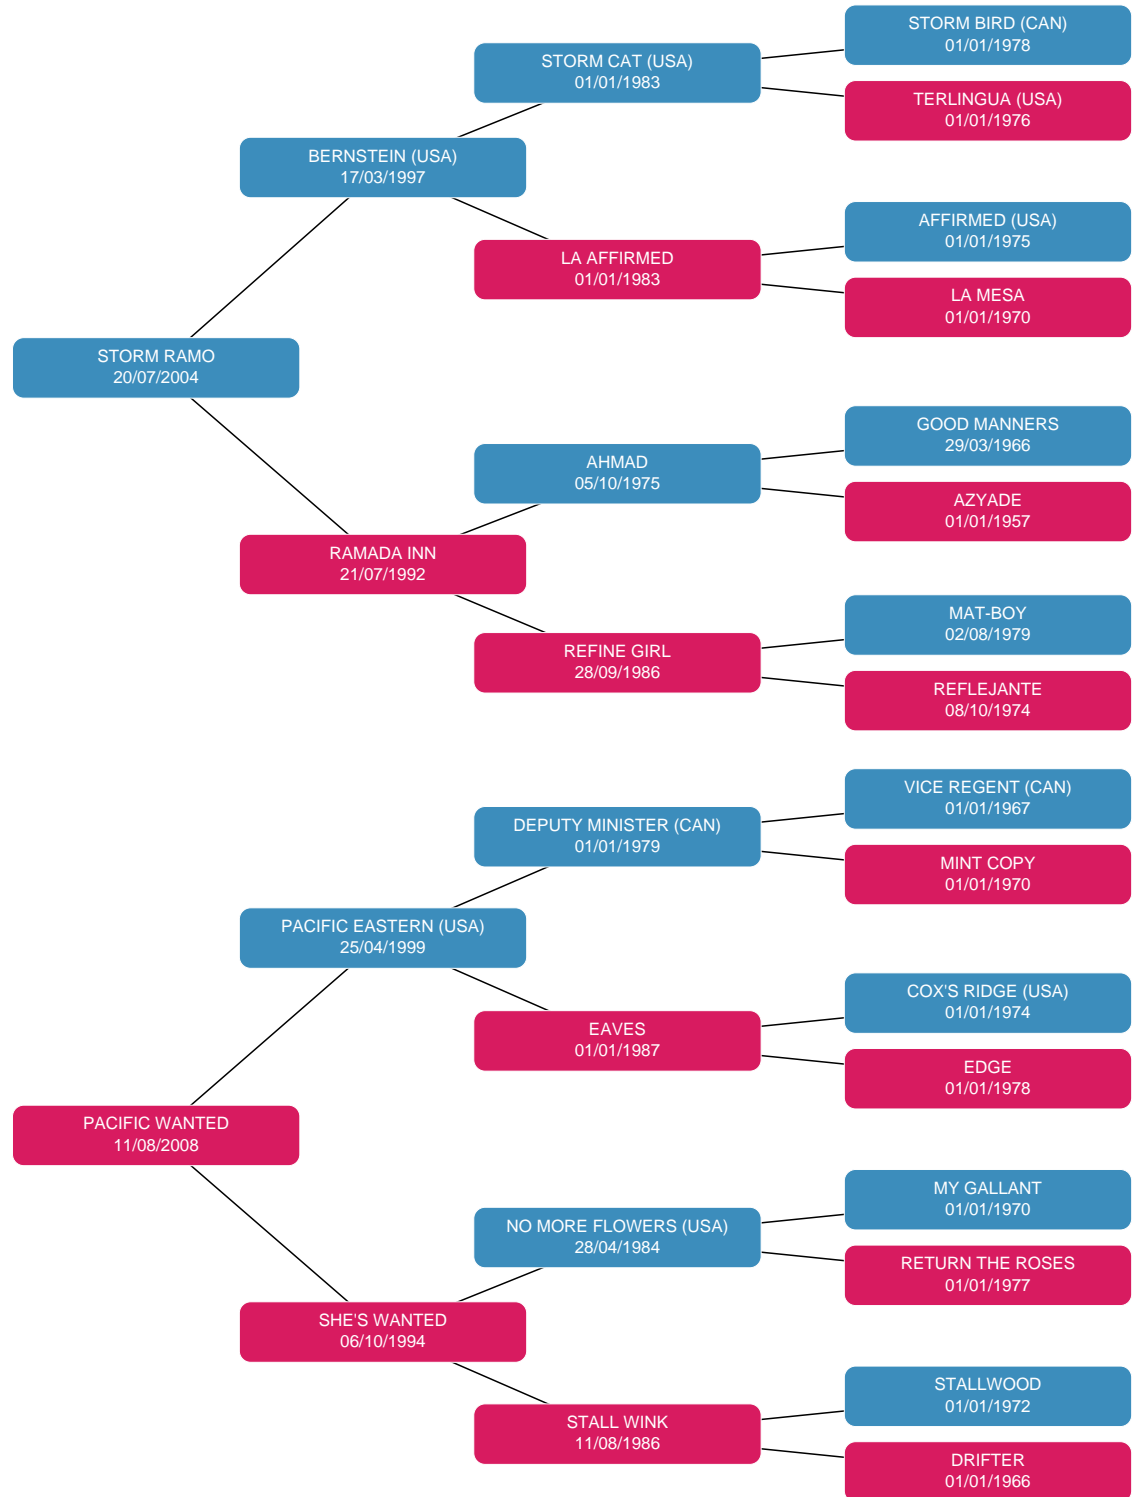 STORM BIRD (CAN)
01/01/1978
STORM CAT (USA)
01/01/1983
TERLINGUA (USA)
01/01/1976
BERNSTEIN (USA)
17/03/1997
AFFIRMED (USA)
01/01/1975
LA AFFIRMED
01/01/1983
LA MESA
01/01/1970
STORM RAMO
20/07/2004
GOOD MANNERS
29/03/1966
AHMAD
05/10/1975
AZYADE
01/01/1957
RAMADA INN
21/07/1992
MAT-BOY
02/08/1979
REFINE GIRL
28/09/1986
REFLEJANTE
08/10/1974
VICE REGENT (CAN)
01/01/1967
DEPUTY MINISTER (CAN)
01/01/1979
MINT COPY
01/01/1970
PACIFIC EASTERN (USA)
25/04/1999
COX'S RIDGE (USA)
01/01/1974
EAVES
01/01/1987
EDGE
01/01/1978
PACIFIC WANTED
11/08/2008
MY GALLANT
01/01/1970
NO MORE FLOWERS (USA)
28/04/1984
RETURN THE ROSES
01/01/1977
SHE'S WANTED
06/10/1994
STALLWOOD
01/01/1972
STALL WINK
11/08/1986
DRIFTER
01/01/1966